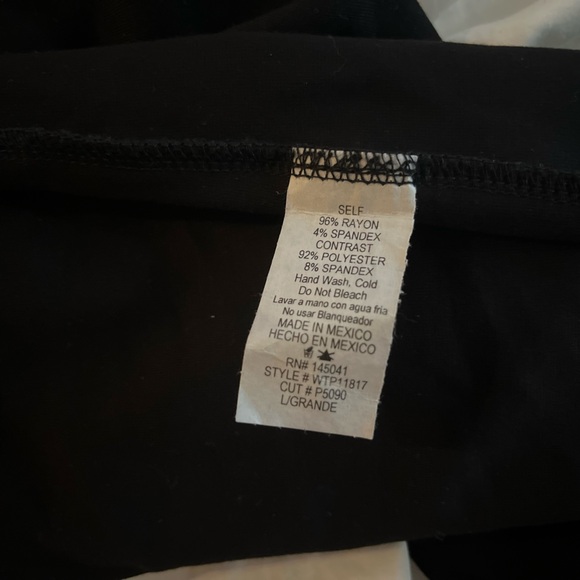 SELF
96% RAYON
4% SPANDEX
CONTRAST
92% POLYESTER
8% SPANDEX
Hand Wash, Cold
Do Not Bleach
Lavar a mano con agua fria
No usar Blanqueador
MADE IN MEXICO
HECHO EN MEXICO
RN# 145041
STYLE # WTP11817
CUT # P5090
L/GRANDE